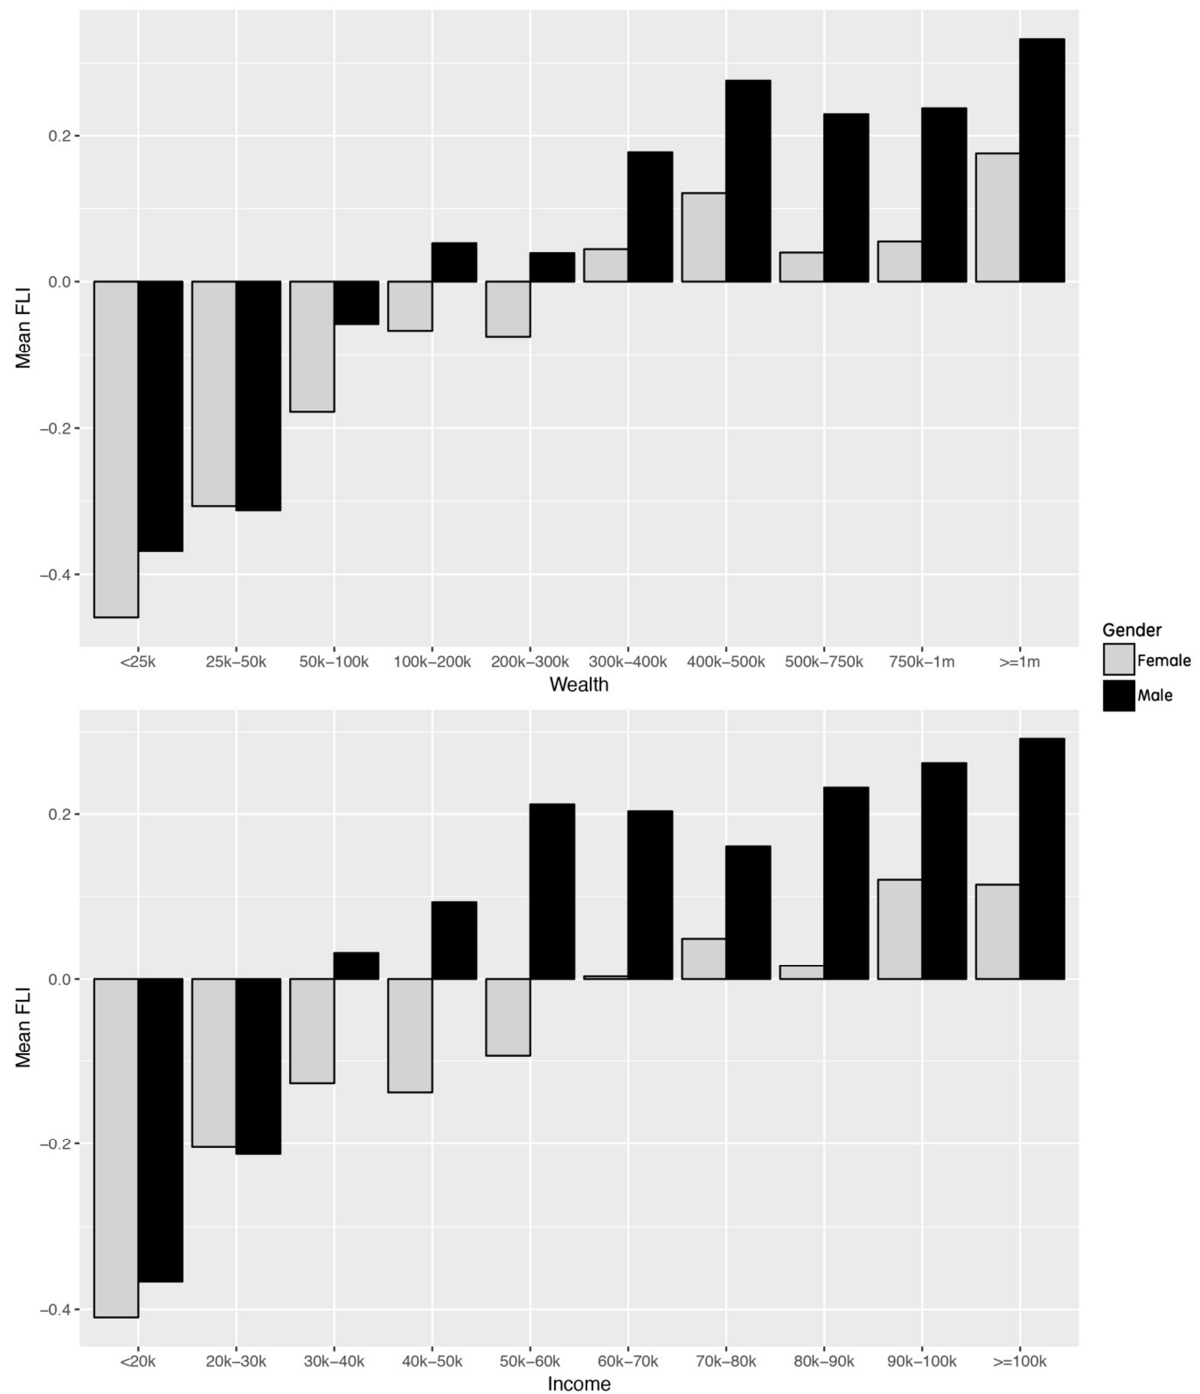 Mean FLI
0.2
0.0
−0.2
−0.4
<25k 25k−50k 50k−100k 100k−200k 200k−300k 300k−400k 400k−500k 500k−750k 750k−1m >=1m
Wealth
Gender
Female
Male
Mean FLI
0.2
0.0
−0.2
−0.4
<20k 20k−30k 30k−40k 40k−50k 50k−60k 60k−70k 70k−80k 80k−90k 90k−100k >=100k
Income